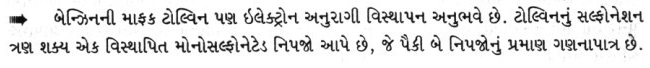 બેન્ઝિનની માફક ટોલ્વિન પણ ઇલેક્ટ્રોન અનુરાગી વિસ્થાપન અનુભવે છે. ટોલ્વિનનું સલ્ફોનેશન
ત્રણ શક્ય એક વિસ્થાપિત મોનોસલ્ફોનેટેડ નિપજો આપે છે, જે પૈકી બે નિપજોનું પ્રમાણ ગણનાપાત્ર છે.